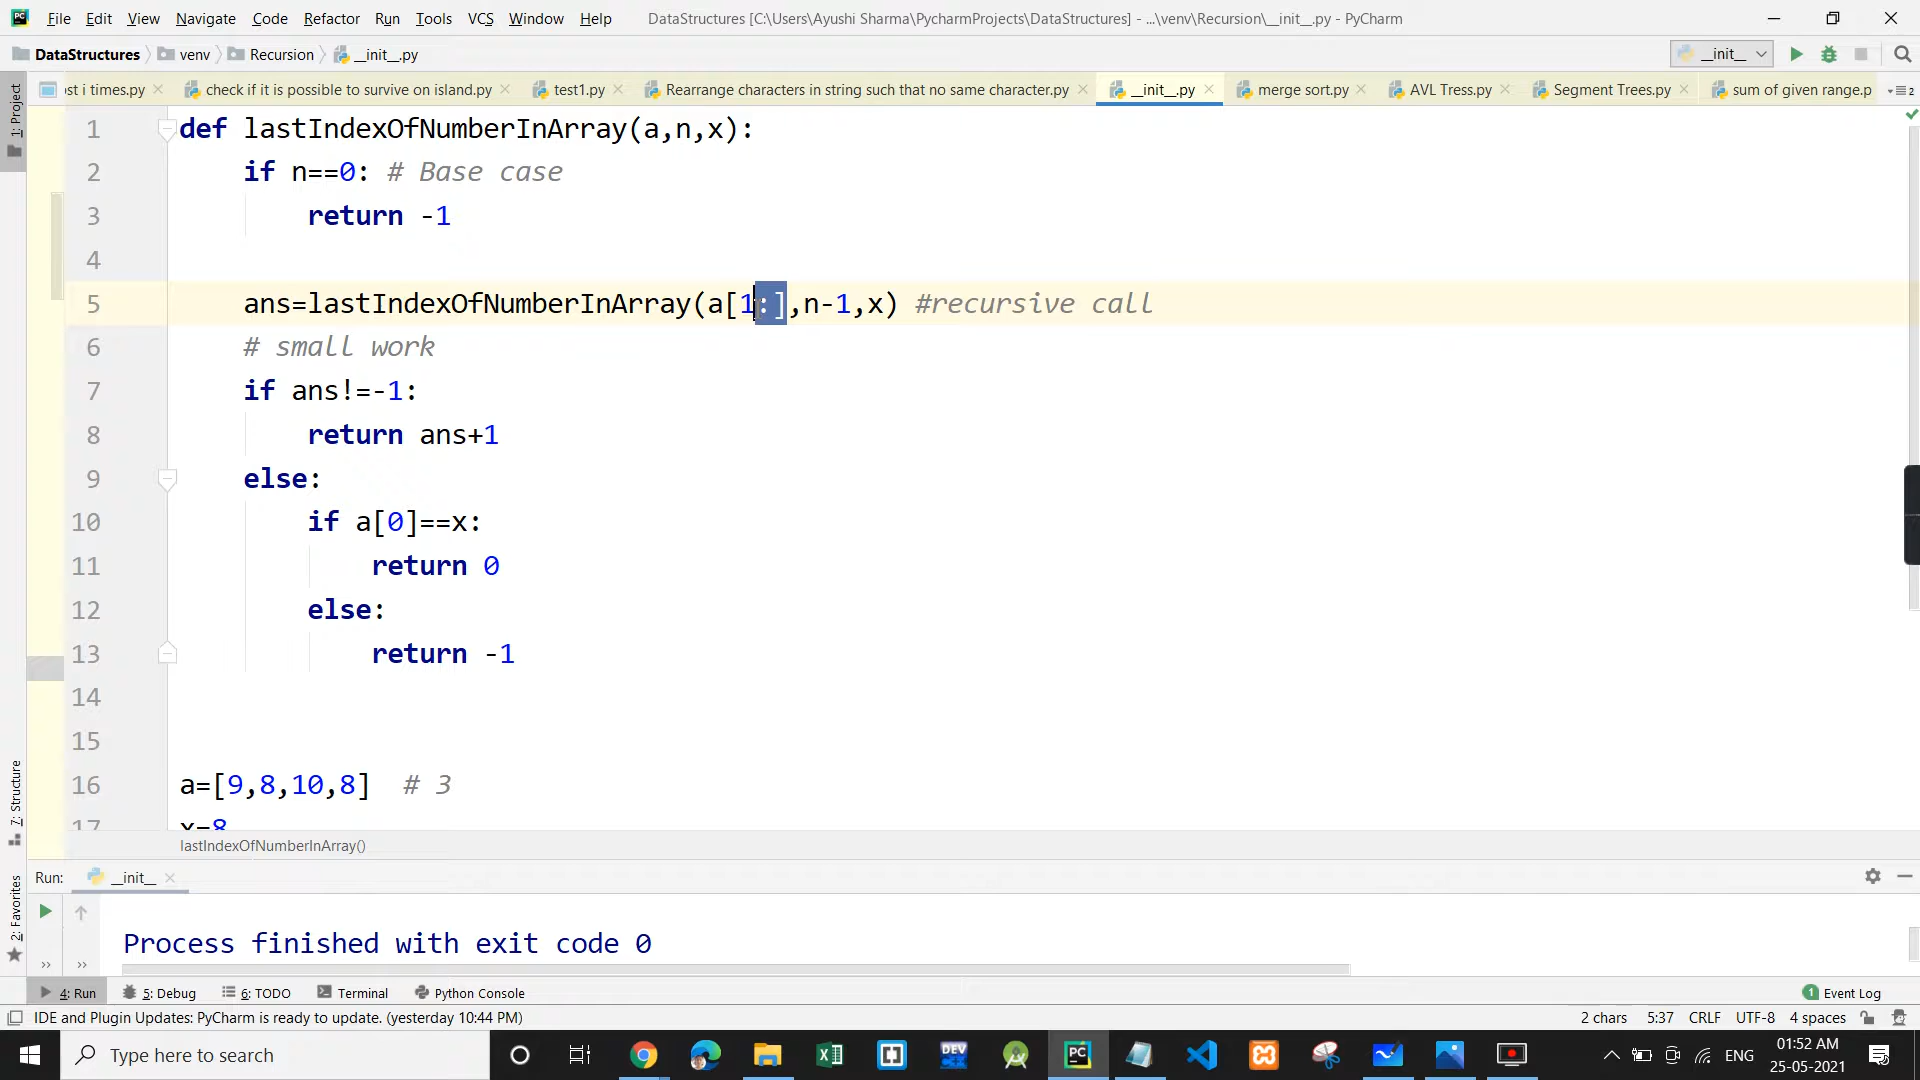 File Edit View Navigate Code Refactor Run Tools VCS Window Help DataStructures [C:\Users\Ayushi Sharma\PycharmProjects\DataStructures] - ...\venv\Recursion\__init__.py - PyCharm
DataStructures venv Recursion __init__.py __init__
ost i times.py check if it is possible to survive on island.py test1.py Rearrange characters in string such that no same character.py __init__.py merge sort.py AVL Tress.py Segment Trees.py sum of given range.p 2
1: Project
1 def lastIndexOfNumberInArray(a,n,x):
2 if n==0: # Base case
3 return -1
4
5 ans=lastIndexOfNumberInArray(a[1:],n-1,x) #recursive call
6 # small work
7 if ans!=-1:
8 return ans+1
9 else:
10 if a[0]==x:
11 return 0
12 else:
13 return -1
14
15
16 a=[9,8,10,8] # 3
17 x=8
7: Structure
lastIndexOfNumberInArray()
Run: __init__
2: Favorites
Process finished with exit code 0
4: Run 5: Debug 6: TODO Terminal Python Console 1 Event Log
IDE and Plugin Updates: PyCharm is ready to update. (yesterday 10:44 PM) 2 chars 5:37 CRLF UTF-8 4 spaces
Type here to search DEV PC ENG 01:52 AM
25-05-2021